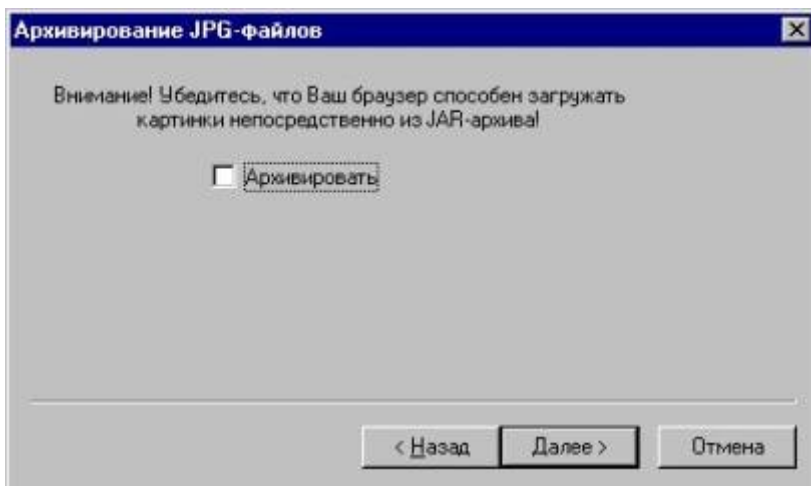 Архивирование JPG-файлов
Внимание! Убедитесь, что Ваш браузер способен загружать
картинки непосредственно из JAR-архива!
Архивировать
< Назад Далее > Отмена